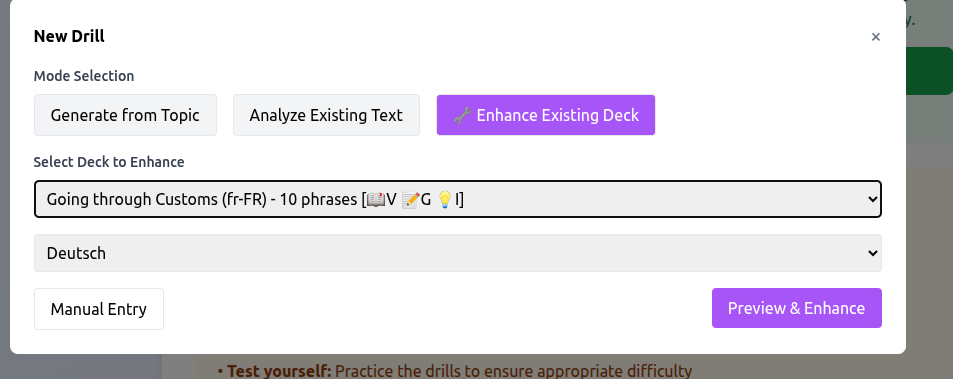 y.
New Drill ×
Mode Selection
Generate from Topic Analyze Existing Text 🔧 Enhance Existing Deck
Select Deck to Enhance
Going through Customs (fr-FR) - 10 phrases [📖V 📝G 💡I]
Deutsch
Manual Entry Preview & Enhance
• Test yourself: Practice the drills to ensure appropriate difficulty